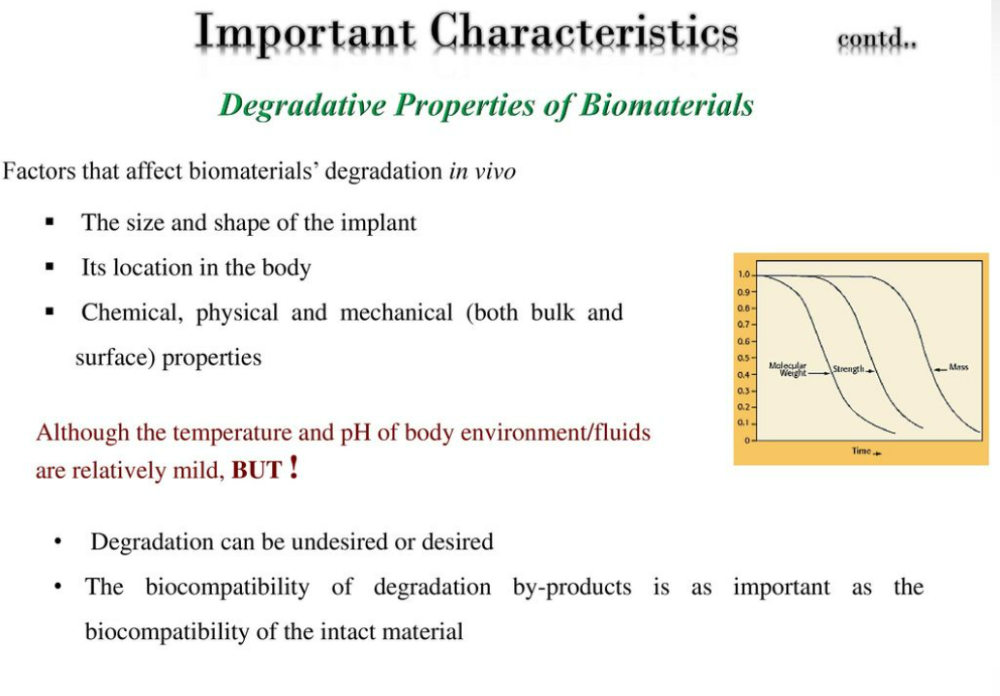 Important Characteristics contd..
Degradative Properties of Biomaterials
Factors that affect biomaterials’ degradation in vivo
▪ The size and shape of the implant
▪ Its location in the body
▪ Chemical, physical and mechanical (both bulk and
surface) properties
1.0
0.9
0.8
0.7
0.6
0.5
0.4
0.3
0.2
0.1
0
Molecular
Weight
Strength
Mass
Time
Although the temperature and pH of body environment/fluids
are relatively mild, BUT !
• Degradation can be undesired or desired
• The biocompatibility of degradation by-products is as important as the
biocompatibility of the intact material